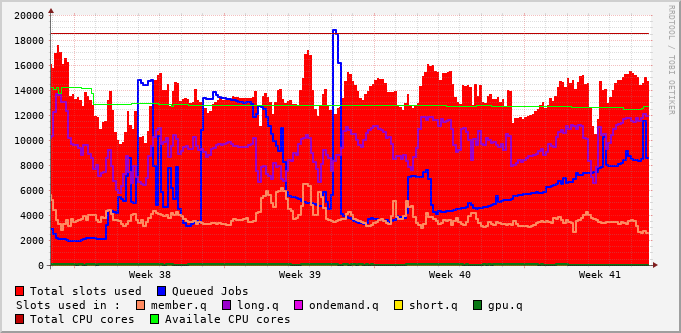 20000
18000
16000
14000
12000
10000
8000
6000
4000
2000
0
RRDTOOL / TOBI OETIKER
Week 38 Week 39 Week 40 Week 41
Total slots used Queued Jobs
Slots used in : member.q long.q ondemand.q short.q gpu.q
Total CPU cores Availale CPU cores